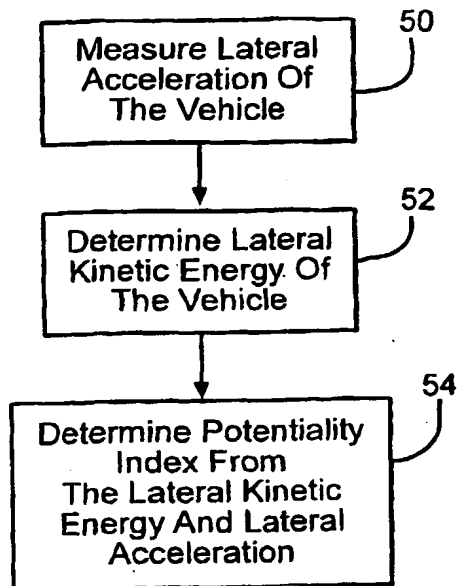 50
Measure Lateral
Acceleration Of
The Vehicle
52
Determine Lateral
Kinetic Energy Of
The Vehicle
54
Determine Potentiality
Index From
The Lateral Kinetic
Energy And Lateral
Acceleration